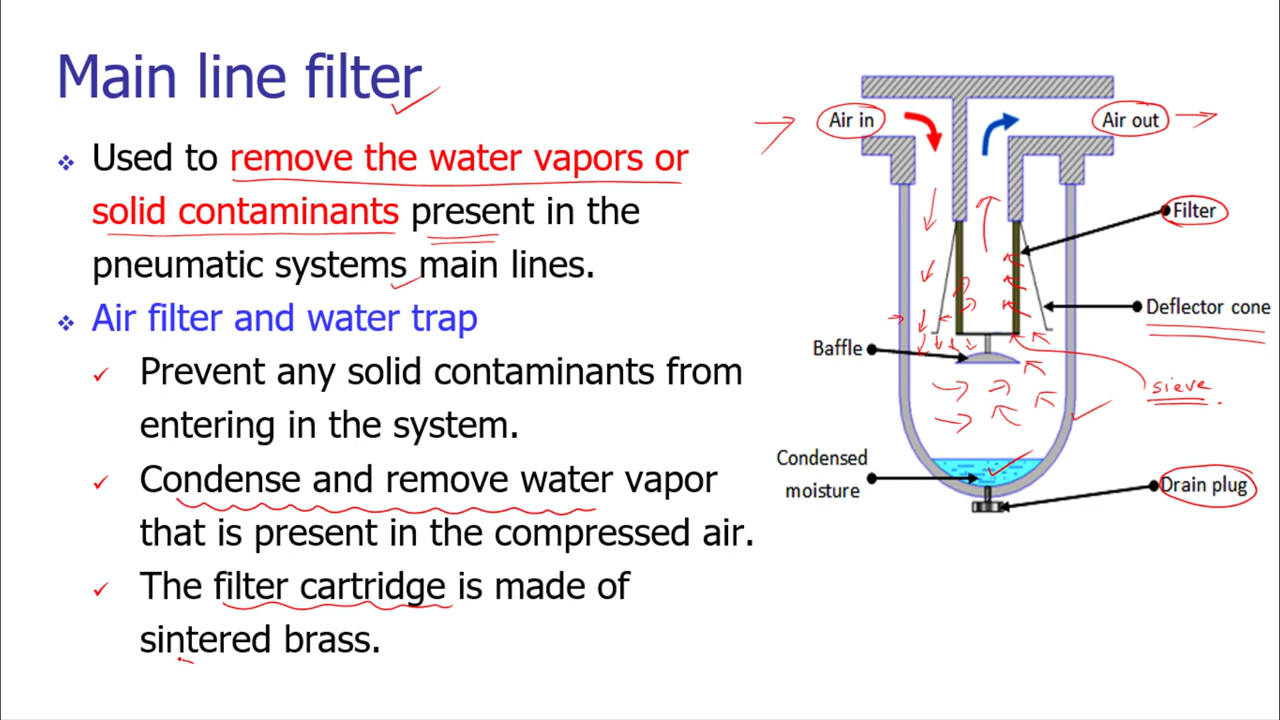 Main line filter
Used to remove the water vapors or
solid contaminants present in the
pneumatic systems main lines.
Air filter and water trap
Prevent any solid contaminants from
entering in the system.
Condense and remove water vapor
that is present in the compressed air.
The filter cartridge is made of
sintered brass.
Air in
Air out
Filter
Deflector cone
Baffle
sieve
Condensed
moisture
Drain plug